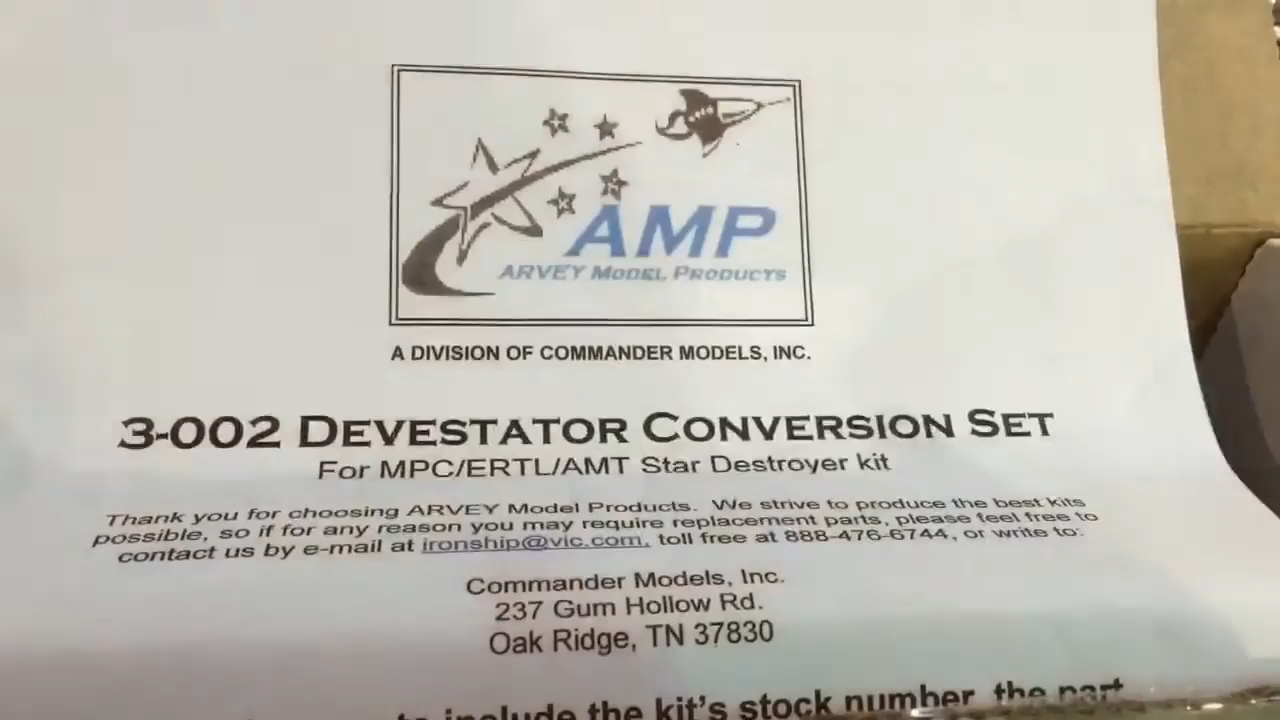 AMP
ARVEY MODEL PRODUCTS
A DIVISION OF COMMANDER MODELS, INC.
3-002 DEVESTATOR CONVERSION SET
For MPC/ERTL/AMT Star Destroyer kit
Thank you for choosing ARVEY Model Products. We strive to produce the best kits
possible, so if for any reason you may require replacement parts, please feel free to
contact us by e-mail at ironship@vic.com, toll free at 888-476-6744, or write to:
Commander Models, Inc.
237 Gum Hollow Rd.
Oak Ridge, TN 37830
to include the kit's stock number, the part